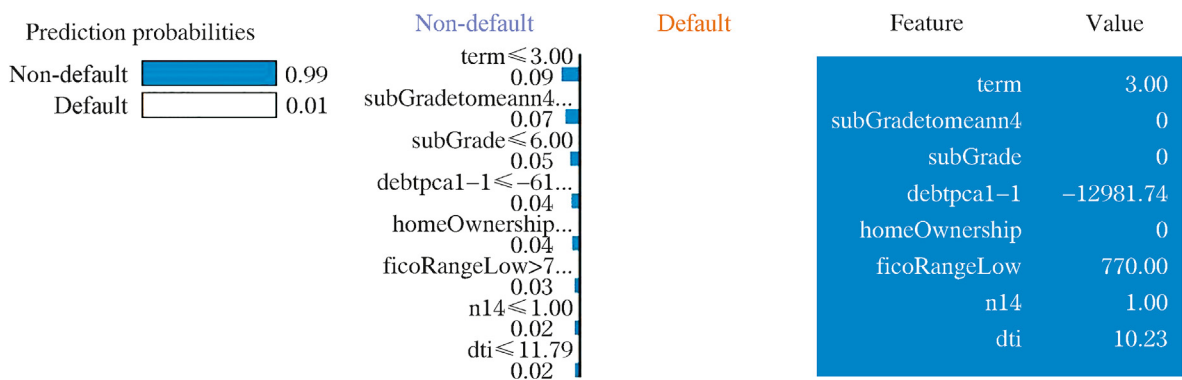 Prediction probabilities
Non-default 0.99
Default 0.01
Non-default Default
term⩽3.00
0.09
subGradetomeann4...
0.07
subGrade⩽6.00
0.05
debtpca1−1⩽−61...
0.04
homeOwnership...
0.04
ficoRangeLow>7...
0.03
n14⩽1.00
0.02
dti⩽11.79
0.02
Feature Value
term 3.00
subGradetomeann4 0
subGrade 0
debtpca1−1 −12981.74
homeOwnership 0
ficoRangeLow 770.00
n14 1.00
dti 10.23